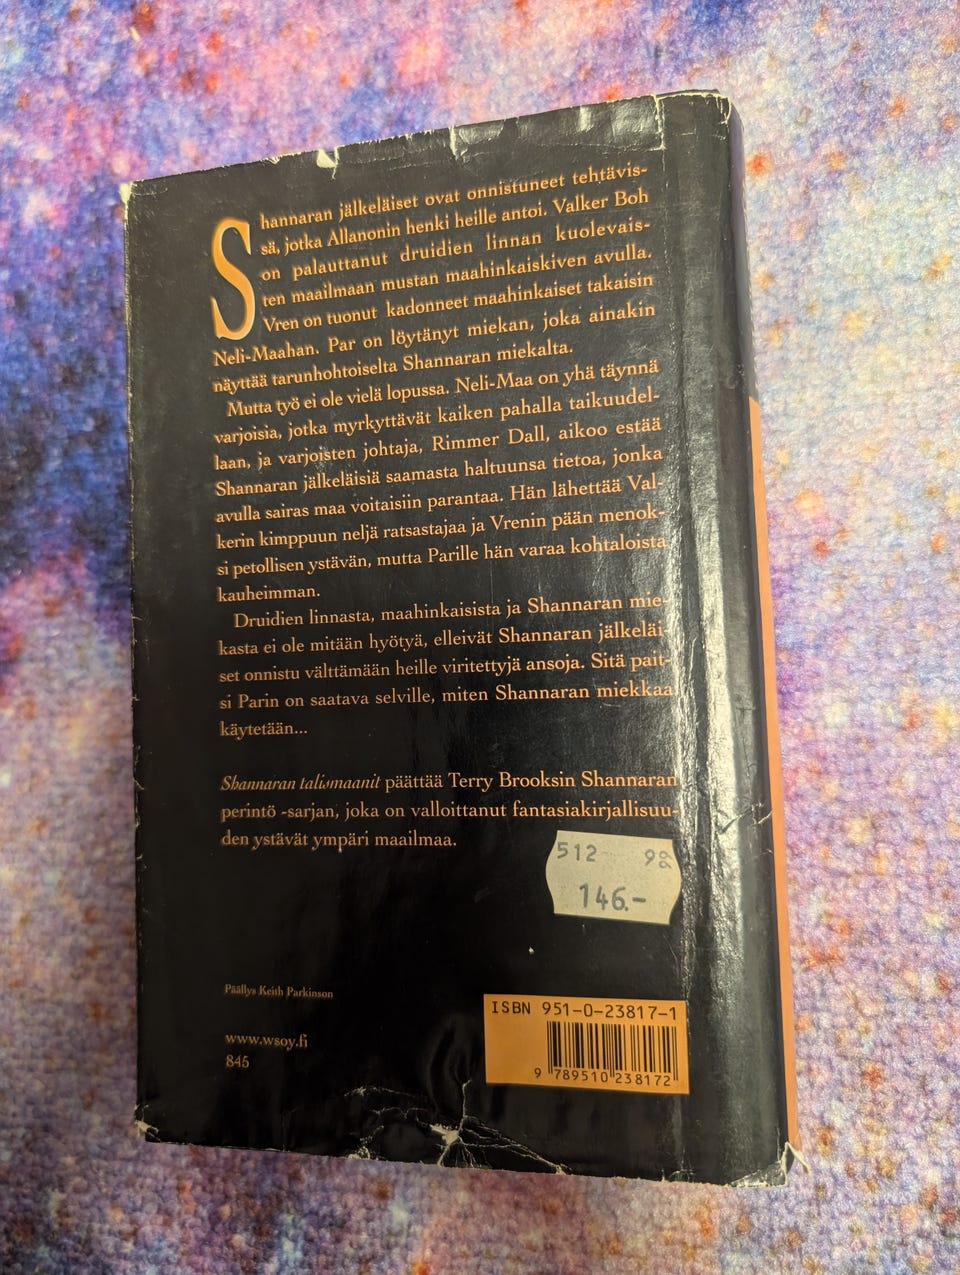 Shannaran jälkeläiset ovat onnistuneet tehtävis-
sä, jotka Allanonin henki heille antoi. Valker Boh
on palauttanut druidien linnan kuolevais-
ten maailmaan mustan maahinkaiskiven avulla.
Vren on tuonut kadonneet maahinkaiset takaisin
Neli-Maahan. Par on löytänyt miekan, joka ainakin
näyttää tarunhohtoiselta Shannaran miekalta.
Mutta työ ei ole vielä lopussa. Neli-Maa on yhä täynnä
varjoisia, jotka myrkyttävät kaiken pahalla taikuudel-
laan, ja varjoisten johtaja, Rimmer Dall, aikoo estää
Shannaran jälkeläisiä saamasta haltuunsa tietoa, jonka
avulla sairas maa voitaisiin parantaa. Hän lähettää Val-
kerin kimppuun neljä ratsastajaa ja Vrenin pään menok-
si petollisen ystävän, mutta Parille hän varaa kohtaloista
kauheimman.
Druidien linnasta, maahinkaisista ja Shannaran mie-
kasta ei ole mitään hyötyä, elleivät Shannaran jälkeläi-
set onnistu välttämään heille viritettyjä ansoja. Sitä pait-
si Parin on saatava selville, miten Shannaran miekkaa
käytetään...
Shannaran talismaanit päättää Terry Brooksin Shannaran
perintö -sarjan, joka on valloittanut fantasiakirjallisuu-
den ystävät ympäri maailmaa.
512
146.-
Päällys Keith Parkinson
www.wsoy.fi
845
ISBN 951-0-23817-1
9 789510 238172